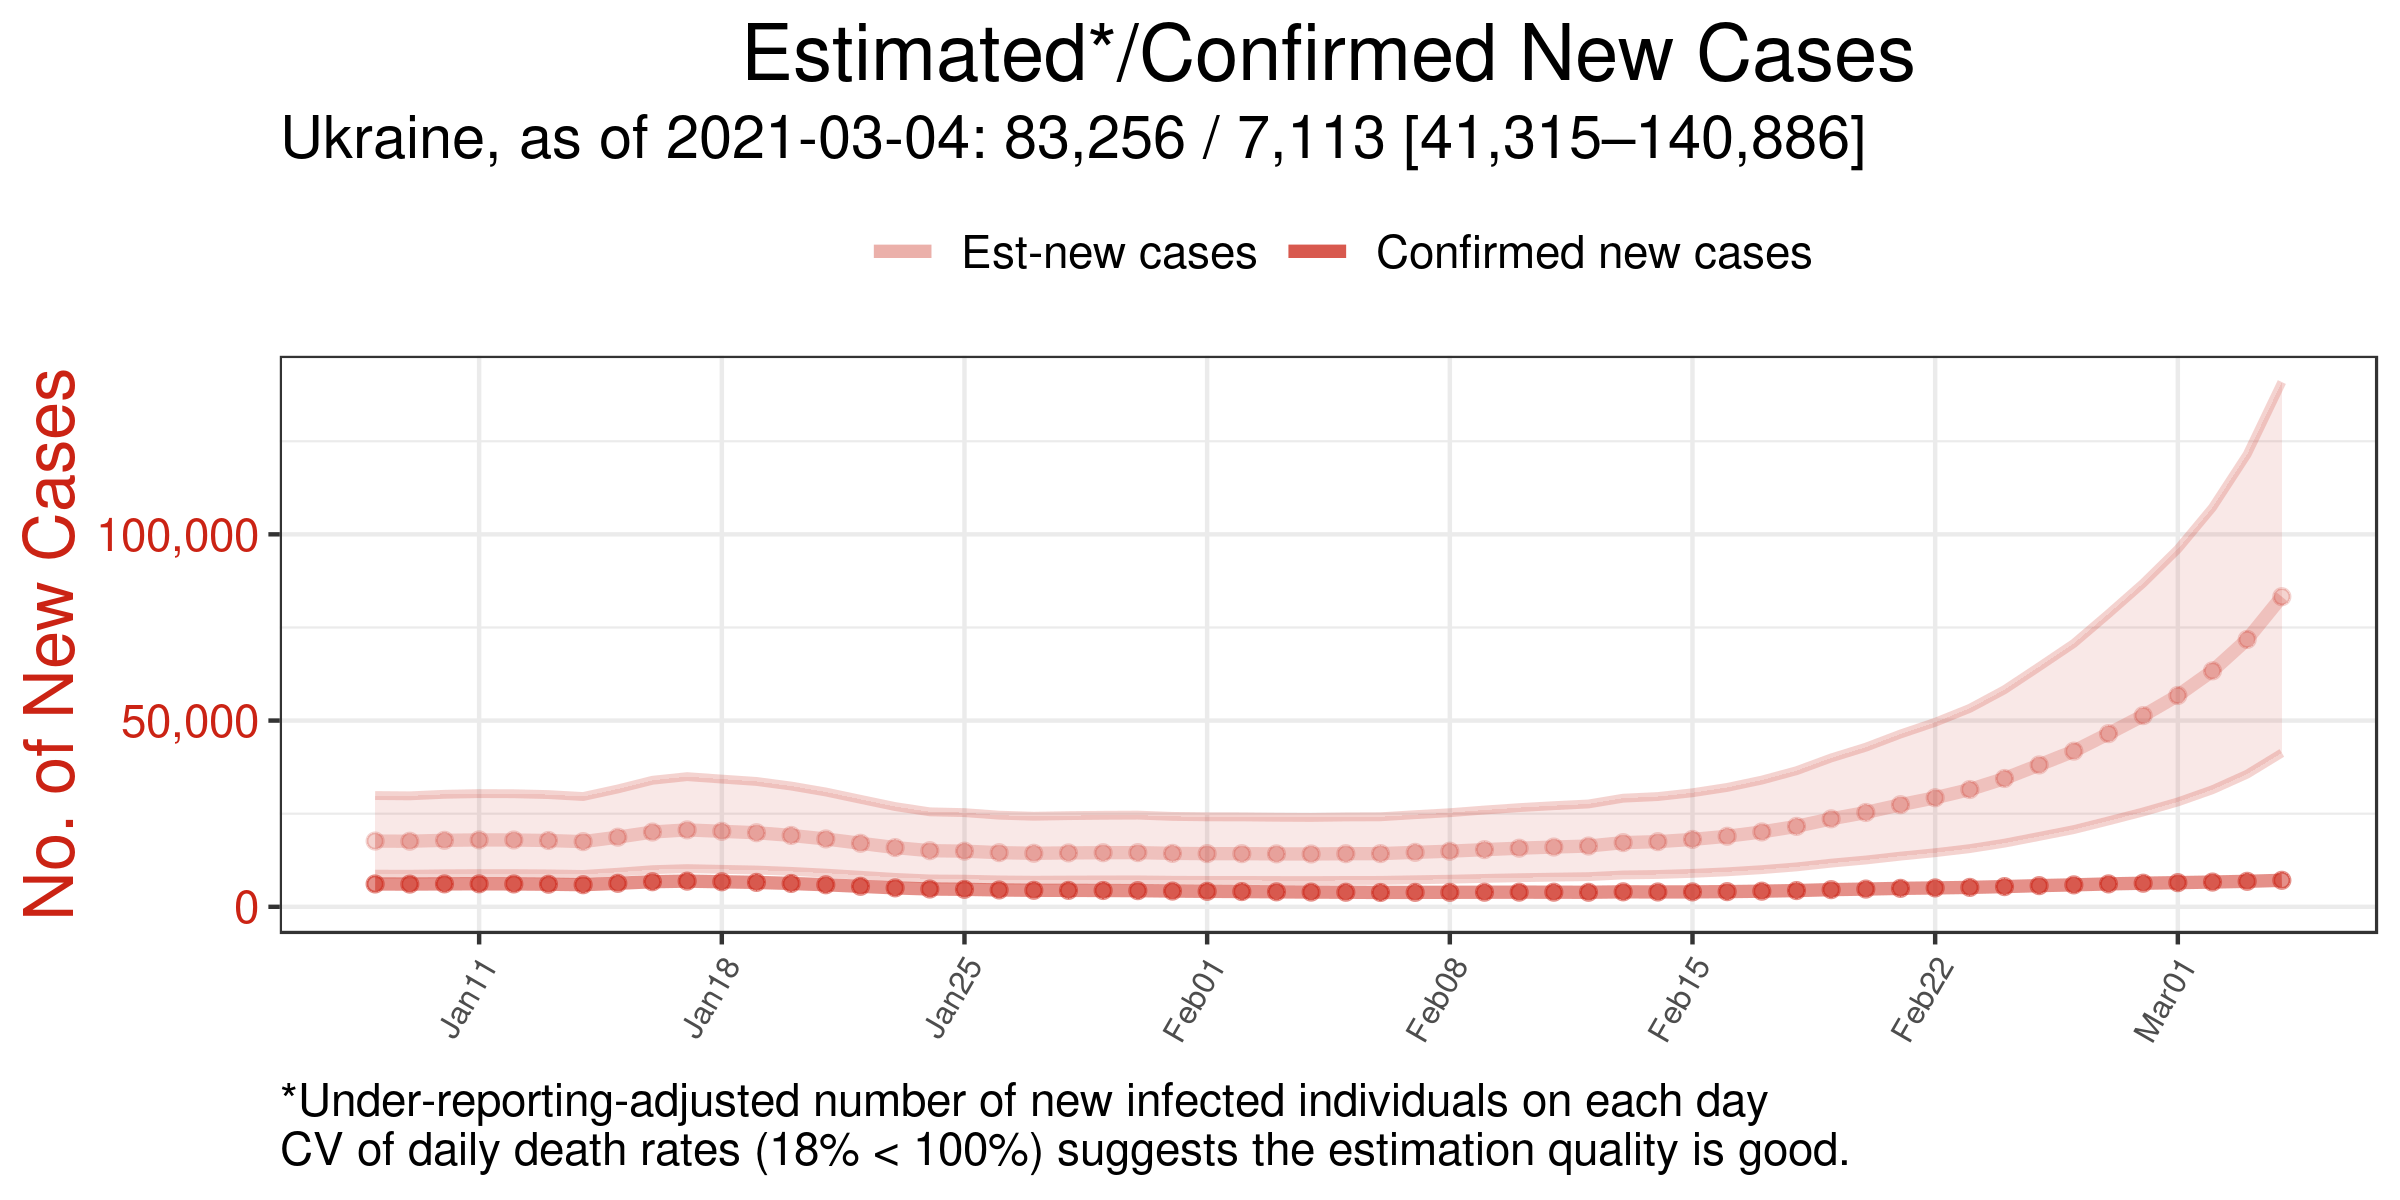 Estimated*/Confirmed New Cases
Ukraine, as of 2021-03-04: 83,256 / 7,113 [41,315–140,886]
Est-new cases
Confirmed new cases
No. of New Cases
100,000
50,000
0
Jan11
Jan18
Jan25
Feb01
Feb08
Feb15
Feb22
Mar01
*Under-reporting-adjusted number of new infected individuals on each day
CV of daily death rates (18% < 100%) suggests the estimation quality is good.